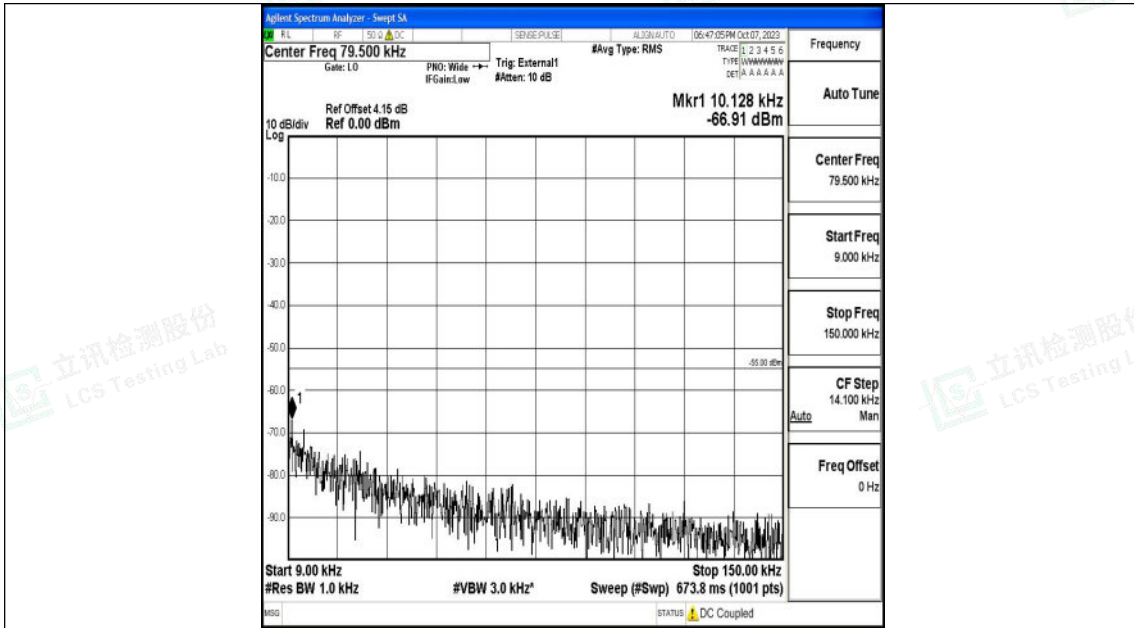 Agilent Spectrum Analyzer - Swept SA
RL RF 50 Ω DC SENSE:PULSE ALIGN AUTO 06:47:05 PM Oct 07, 2023
Center Freq 79.500 kHz
Gate: LO
PNO: Wide
IFGain:Low
Trig: External1
#Atten: 10 dB
#Avg Type: RMS
TRACE 1 2 3 4 5 6
TYPE
DET A A A A A A
Ref Offset 4.15 dB
10 dB/div Ref 0.00 dBm
Log
Mkr1 10.128 kHz
-66.91 dBm
-10.0
-20.0
-30.0
-40.0
-50.0
-55.00 dBm
-60.0
1
-70.0
-80.0
-90.0
Start 9.00 kHz
Stop 150.00 kHz
#Res BW 1.0 kHz
#VBW 3.0 kHz*
Sweep (#Swp) 673.8 ms (1001 pts)
MSG
STATUS DC Coupled
Frequency
Auto Tune
Center Freq
79.500 kHz
Start Freq
9.000 kHz
Stop Freq
150.000 kHz
CF Step
14.100 kHz
Auto Man
Freq Offset
0 Hz
立讯检测股份
LCS Testing Lab
立讯检测股份
LCS Testing L